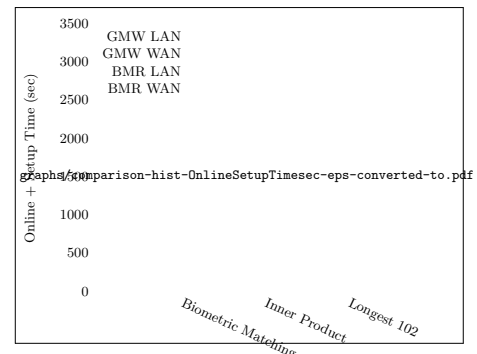 3500
GMW LAN
3000
GMW WAN
BMR LAN
2500
BMR WAN
2000
Online + Setup Time (sec)
1500
graphs/comparison-hist-OnlineSetupTimesec-eps-converted-to.pdf
1000
500
0
Biometric Matching
Inner Product
Longest 102